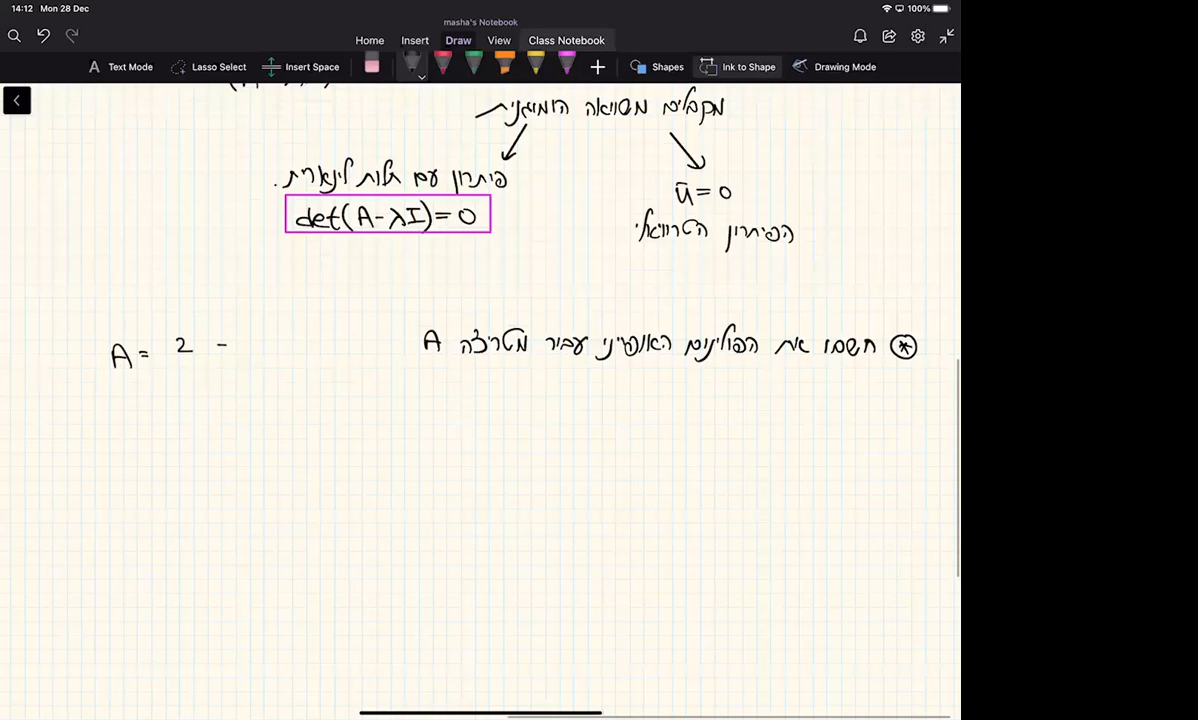 14:12 Mon 28 Dec
100%
masha's Notebook
Home Insert Draw View Class Notebook
Text Mode Lasso Select Insert Space Shapes Ink to Shape Drawing Mode
מקבלים משוואה הומוגנית
פיתרון עם תלות לינארית.
det(A-λI)=0
ū=0
הפיתרון הטרוויאלי
⊛ חשבו את הפולינום האופייני עבור מטריצה A
A= 2 -